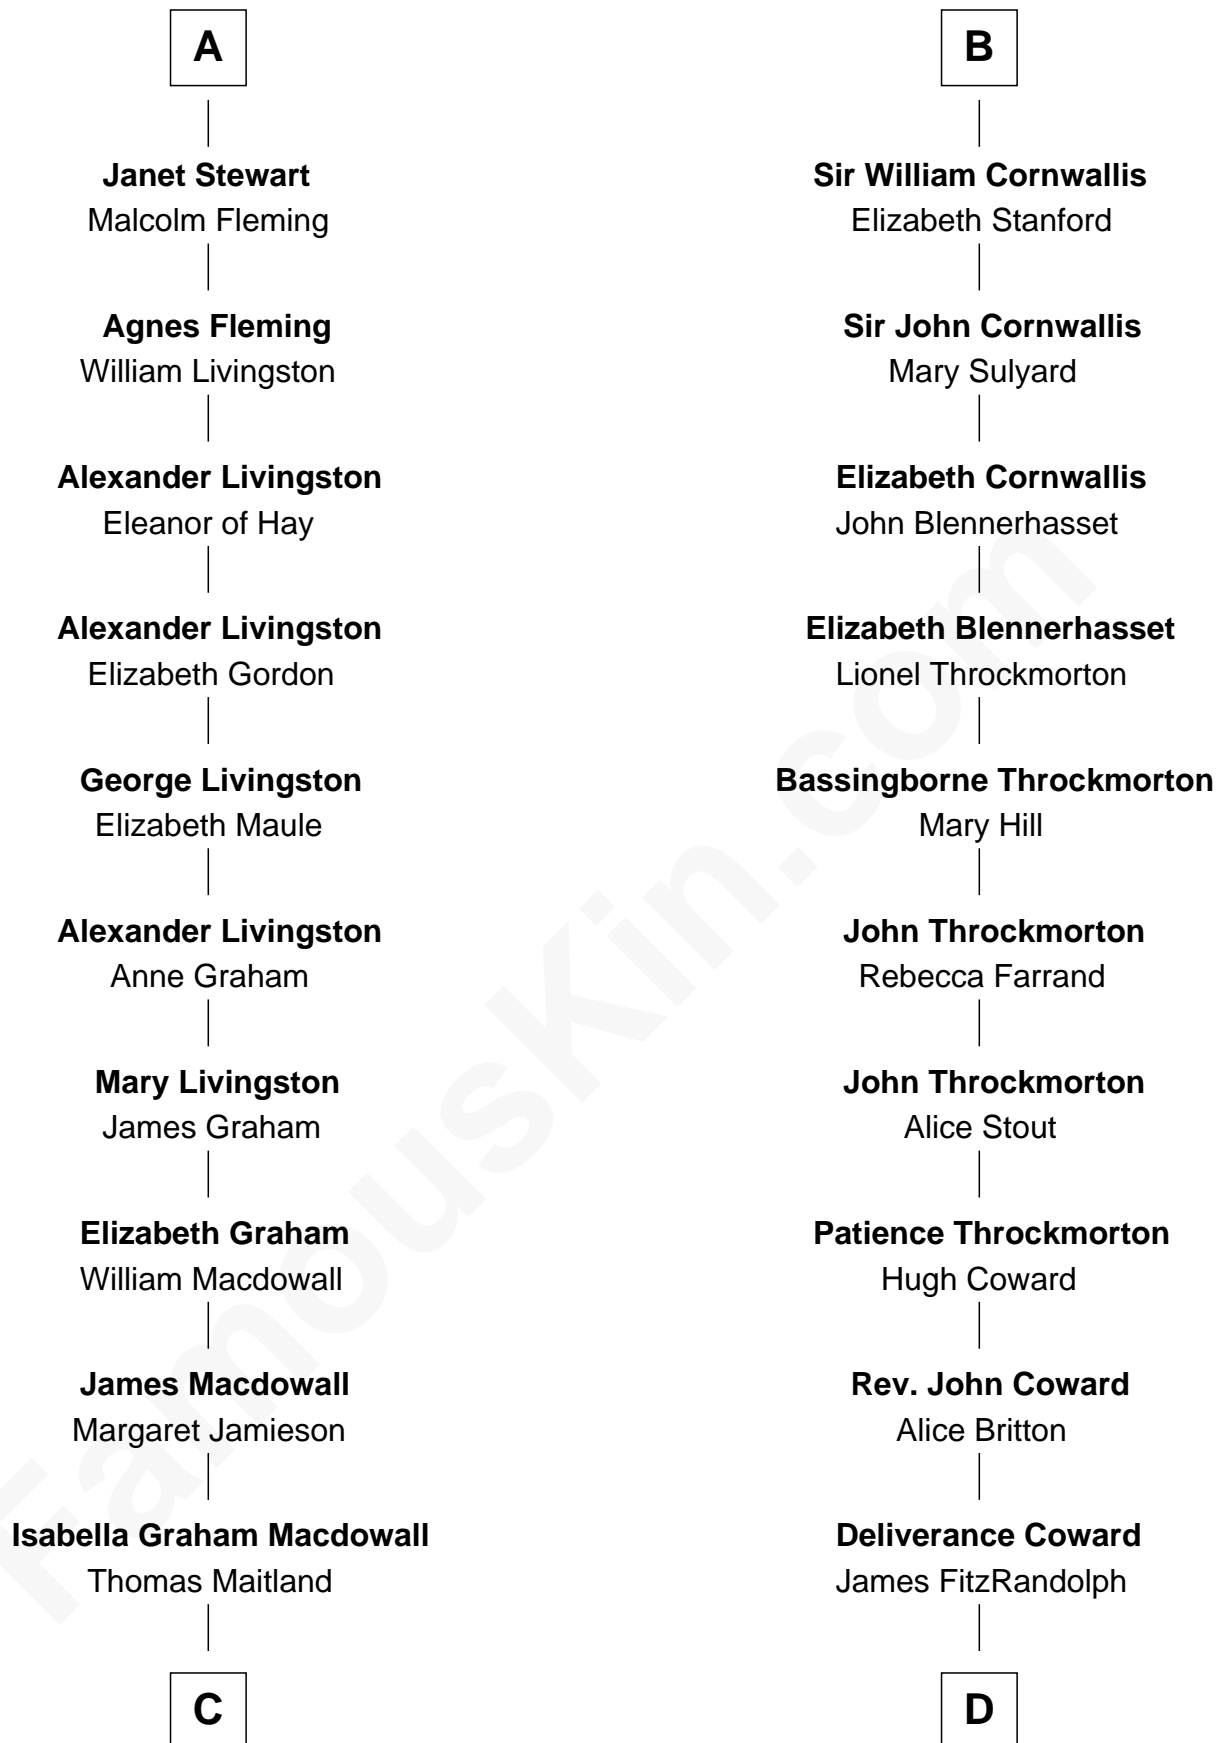 A
Janet Stewart
Malcolm Fleming
Agnes Fleming
William Livingston
Alexander Livingston
Eleanor of Hay
Alexander Livingston
Elizabeth Gordon
George Livingston
Elizabeth Maule
Alexander Livingston
Anne Graham
Mary Livingston
James Graham
Elizabeth Graham
William Macdowall
James Macdowall
Margaret Jamieson
Isabella Graham Macdowall
Thomas Maitland
C
B
Sir William Cornwallis
Elizabeth Stanford
Sir John Cornwallis
Mary Sulyard
Elizabeth Cornwallis
John Blennerhasset
Elizabeth Blennerhasset
Lionel Throckmorton
Bassingborne Throckmorton
Mary Hill
John Throckmorton
Rebecca Farrand
John Throckmorton
Alice Stout
Patience Throckmorton
Hugh Coward
Rev. John Coward
Alice Britton
Deliverance Coward
James FitzRandolph
D
FamousKin.com